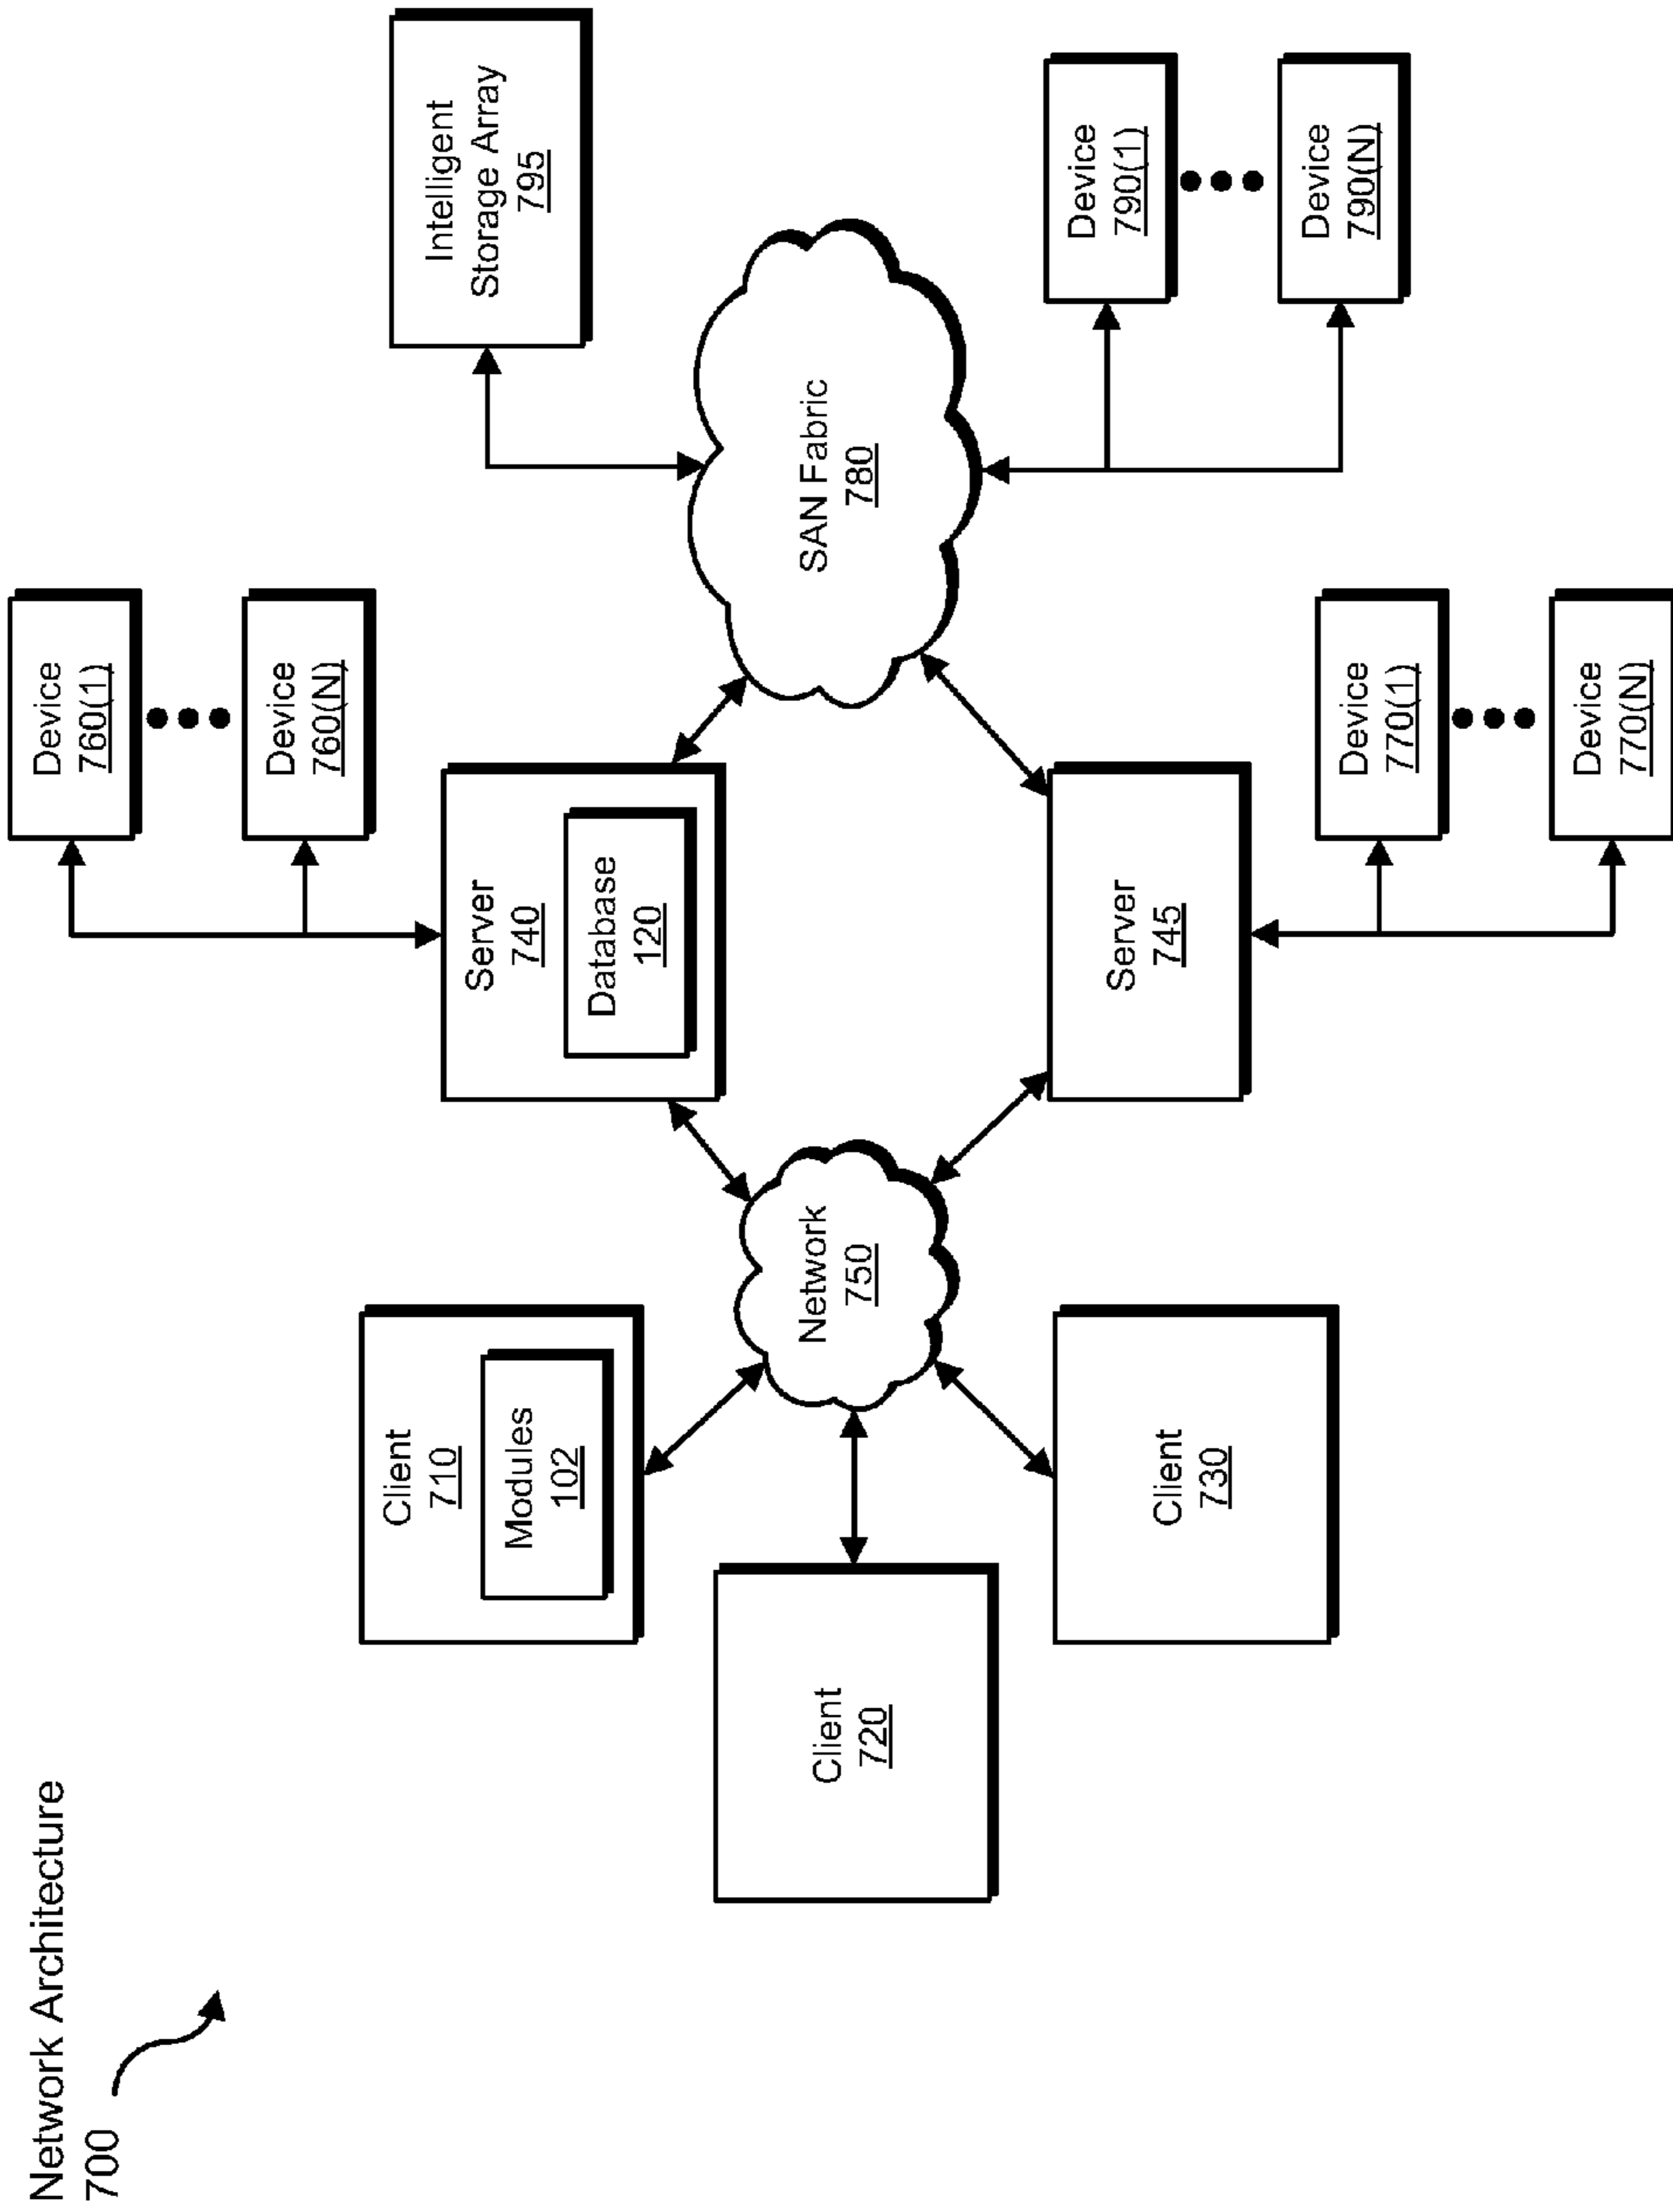 Network Architecture
700
Client
710
Modules
102
Client
720
Client
730
Network
750
Device
760(1)
Device
760(N)
Server
740
Database
120
Server
745
Device
770(1)
Device
770(N)
SAN Fabric
780
Intelligent
Storage Array
795
Device
790(1)
Device
790(N)